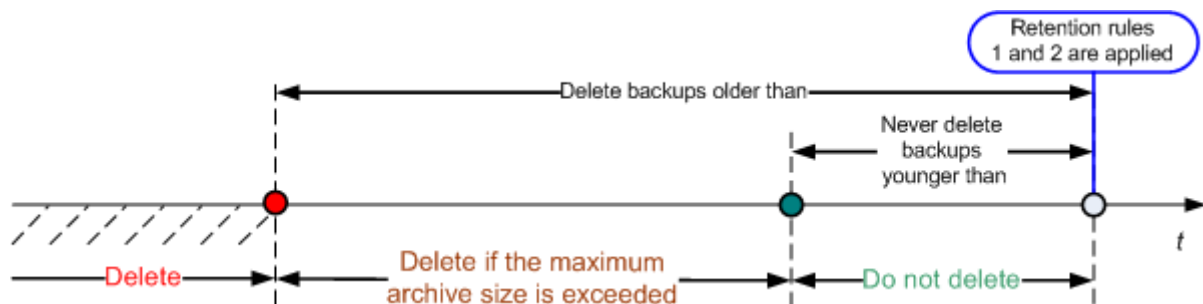 Retention rules
1 and 2 are applied
Delete backups older than
Never delete
backups
younger than
t
Delete
Delete if the maximum
archive size is exceeded
Do not delete